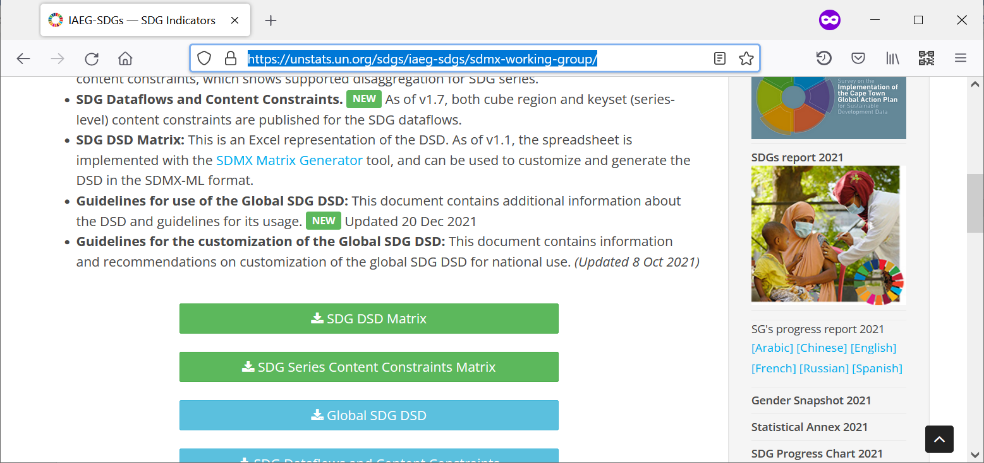 IAEG-SDGs — SDG Indicators
https://unstats.un.org/sdgs/iaeg-sdgs/sdmx-working-group/
content constraints, which shows supported disaggregation for SDG series.
SDG Dataflows and Content Constraints. NEW As of v1.7, both cube region and keyset (series-
level) content constraints are published for the SDG dataflows.
SDG DSD Matrix: This is an Excel representation of the DSD. As of v1.1, the spreadsheet is
implemented with the SDMX Matrix Generator tool, and can be used to customize and generate the
DSD in the SDMX-ML format.
Guidelines for use of the Global SDG DSD: This document contains additional information about
the DSD and guidelines for its usage. NEW Updated 20 Dec 2021
Guidelines for the customization of the Global SDG DSD: This document contains information
and recommendations on customization of the global SDG DSD for national use. (Updated 8 Oct 2021)
SDG DSD Matrix
SDG Series Content Constraints Matrix
Global SDG DSD
SDG Dataflows and Content Constraints
Survey on the
Implementation of
the Cape Town
Global Action Plan
for Sustainable
Development Data
SDGs report 2021
SG's progress report 2021
[Arabic] [Chinese] [English]
[French] [Russian] [Spanish]
Gender Snapshot 2021
Statistical Annex 2021
SDG Progress Chart 2021